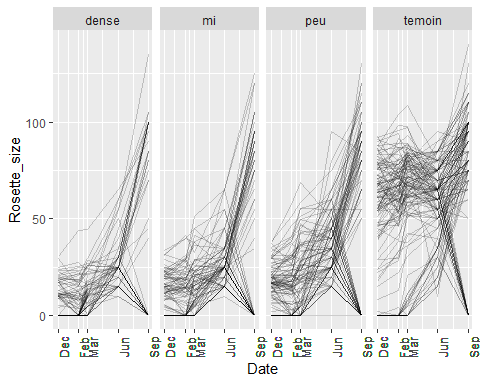 dense mi peu temoin
Rosette_size
100
50
0
Dec Feb Mar Jun Sep Dec Feb Mar Jun Sep Dec Feb Mar Jun Sep Dec Feb Mar Jun Sep
Date